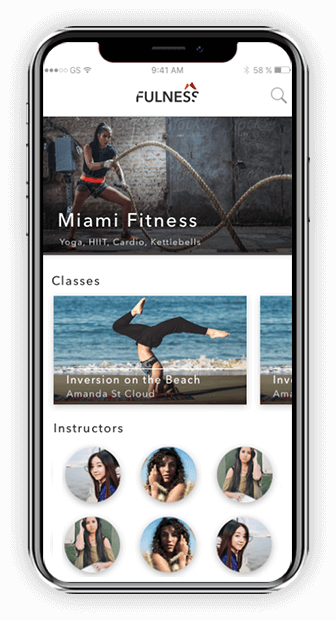 GS 9:41 AM 58 %
FULNESS
Miami Fitness
Yoga, HIIT, Cardio, Kettlebells
Classes
Inversion on the Beach
Amanda St Cloud
Inve
Ama
Instructors